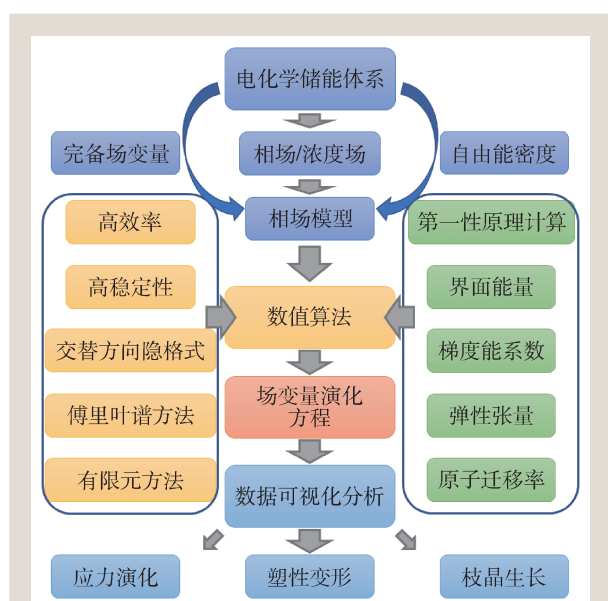 电化学储能体系
完备场变量
相场/浓度场
自由能密度
高效率
相场模型
第一性原理计算
高稳定性
数值算法
界面能量
交替方向隐格式
梯度能系数
场变量演化
方程
傅里叶谱方法
弹性张量
有限元方法
数据可视化分析
原子迁移率
应力演化
塑性变形
枝晶生长